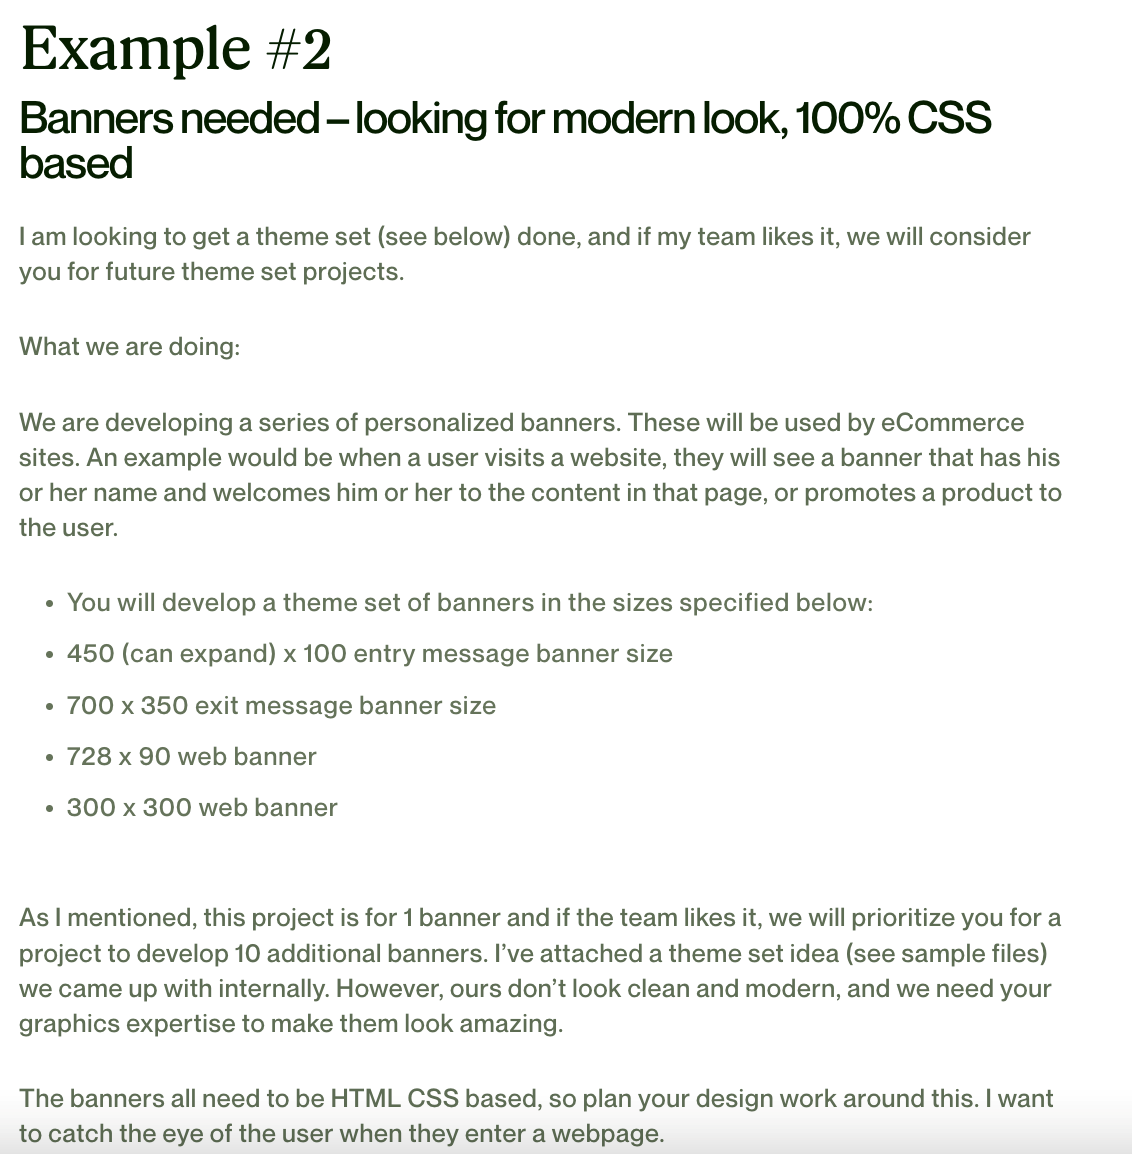 Example #2
Banners needed – looking for modern look, 100% CSS
based
I am looking to get a theme set (see below) done, and if my team likes it, we will consider
you for future theme set projects.
What we are doing:
We are developing a series of personalized banners. These will be used by eCommerce
sites. An example would be when a user visits a website, they will see a banner that has his
or her name and welcomes him or her to the content in that page, or promotes a product to
the user.
• You will develop a theme set of banners in the sizes specified below:
• 450 (can expand) x 100 entry message banner size
• 700 x 350 exit message banner size
• 728 x 90 web banner
• 300 x 300 web banner
As I mentioned, this project is for 1 banner and if the team likes it, we will prioritize you for a
project to develop 10 additional banners. I’ve attached a theme set idea (see sample files)
we came up with internally. However, ours don’t look clean and modern, and we need your
graphics expertise to make them look amazing.
The banners all need to be HTML CSS based, so plan your design work around this. I want
to catch the eye of the user when they enter a webpage.